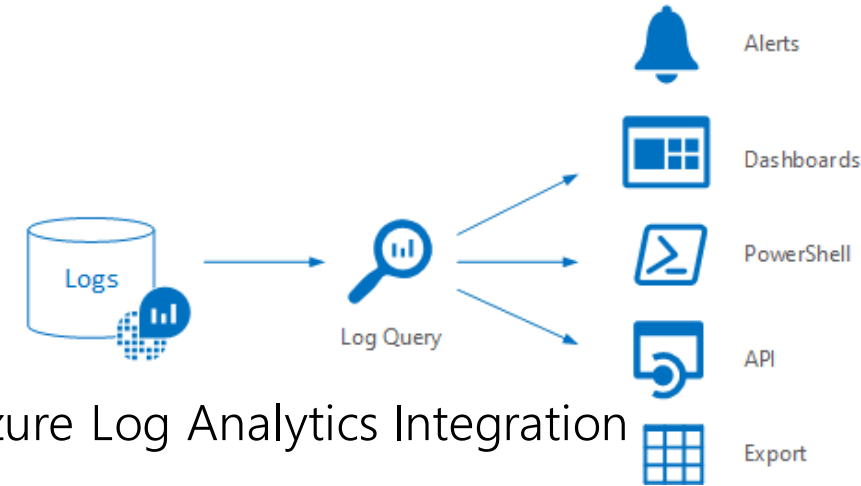 Alerts
Dashboards
PowerShell
Logs
Log Query
API
zure Log Analytics Integration
Export